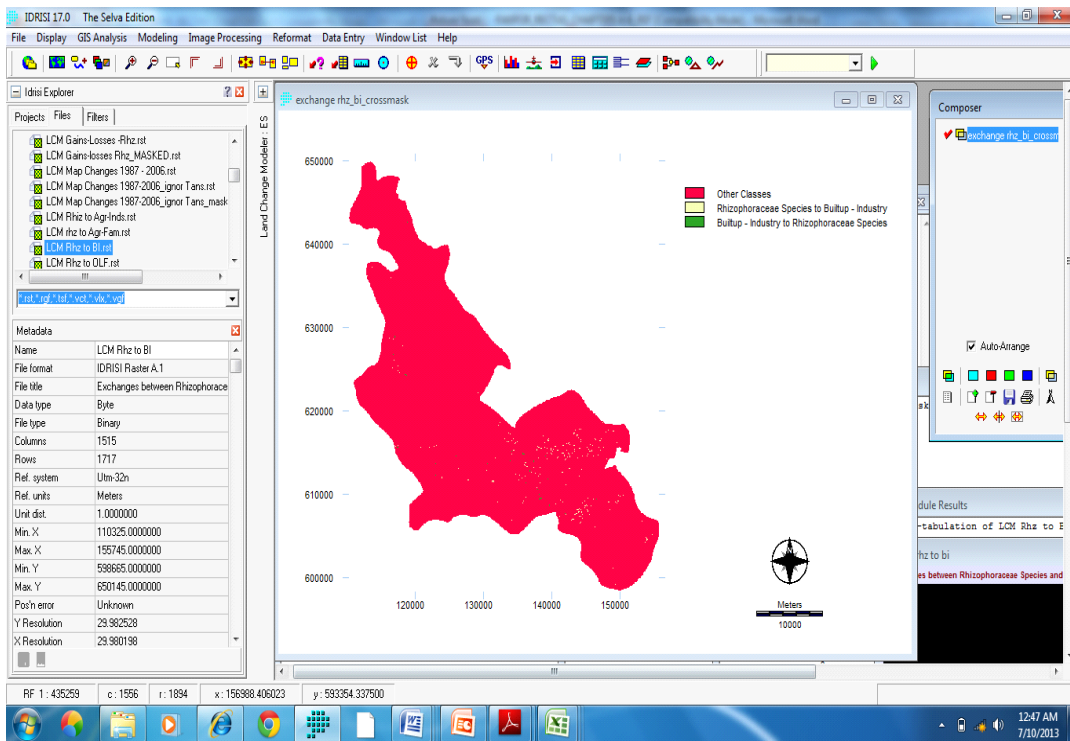 IDRISI 17.0 The Selva Edition
File Display GIS Analysis Modeling Image Processing Reformat Data Entry Window List Help
GPS
Idrisi Explorer
Projects Files Filters
LCM Gains-Losses -Rhz.rst
LCM Gains-losses Rhz_MASKED.rst
LCM Map Changes 1987 - 2006.rst
LCM Map Changes 1987-2006_ignor Tans.rst
LCM Map Changes 1987-2006_ignor Tans_mask
LCM Rhiz to Agr-Inds.rst
LCM rhz to Agr-Fam.rst
LCM Rhz to BI.rst
LCM Rhz to OLF.rst
*.rst,*.rgf,*.tsf,*.vct,*.vlx,*.vgf
Metadata
Name LCM Rhz to BI
File format IDRISI Raster A.1
File title Exchanges between Rhizophorace
Data type Byte
File type Binary
Columns 1515
Rows 1717
Ref. system Utm-32n
Ref. units Meters
Unit dist. 1.0000000
Min. X 110325.0000000
Max. X 155745.0000000
Min. Y 598665.0000000
Max. Y 650145.0000000
Pos'n error Unknown
Y Resolution 29.982528
X Resolution 29.980198
Land Change Modeler : ES
exchange rhz_bi_crossmask
650000
640000
630000
620000
610000
600000
120000 130000 140000 150000
Other Classes
Rhizophoraceae Species to Builtup - Industry
Builtup - Industry to Rhizophoraceae Species
Meters
10000
Composer
exchange rhz_bi_crossm
Auto-Arrange
sk
dule Results
-tabulation of LCM Rhz to B
hz to bi
es between Rhizophoraceae Species and
RF 1 : 435259 c : 1556 r : 1894 x : 156988.406023 y : 593354.337500
12:47 AM
7/10/2013